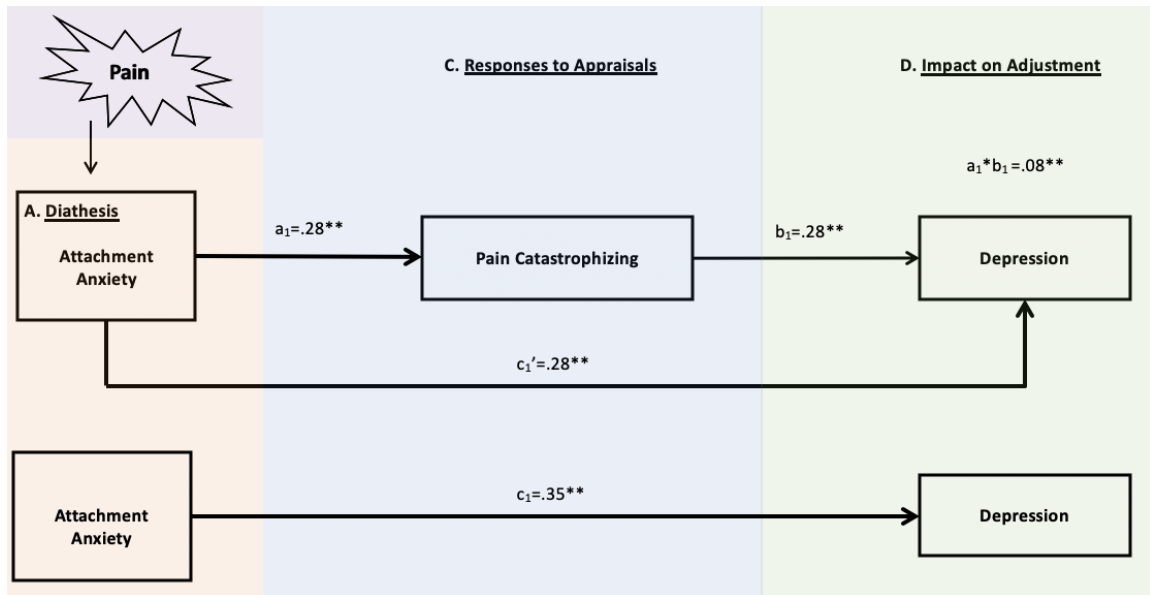 Pain
C. Responses to Appraisals
D. Impact on Adjustment
a₁*b₁=.08**
A. Diathesis
Attachment
Anxiety
a₁=.28**
Pain Catastrophizing
b₁=.28**
Depression
c₁’=.28**
Attachment
Anxiety
c₁=.35**
Depression